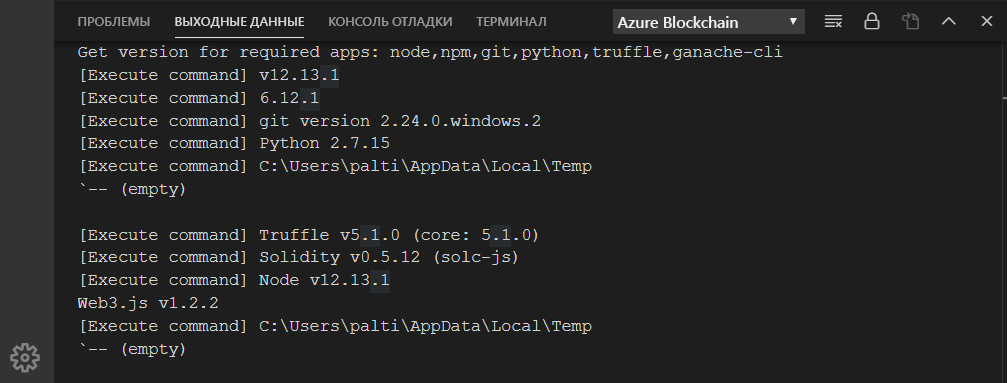 ПРОБЛЕМЫ ВЫХОДНЫЕ ДАННЫЕ КОНСОЛЬ ОТЛАДКИ ТЕРМИНАЛ Azure Blockchain
Get version for required apps: node,npm,git,python,truffle,ganache-cli
[Execute command] v12.13.1
[Execute command] 6.12.1
[Execute command] git version 2.24.0.windows.2
[Execute command] Python 2.7.15
[Execute command] C:\Users\palti\AppData\Local\Temp
`-- (empty)
[Execute command] Truffle v5.1.0 (core: 5.1.0)
[Execute command] Solidity v0.5.12 (solc-js)
[Execute command] Node v12.13.1
Web3.js v1.2.2
[Execute command] C:\Users\palti\AppData\Local\Temp
`-- (empty)